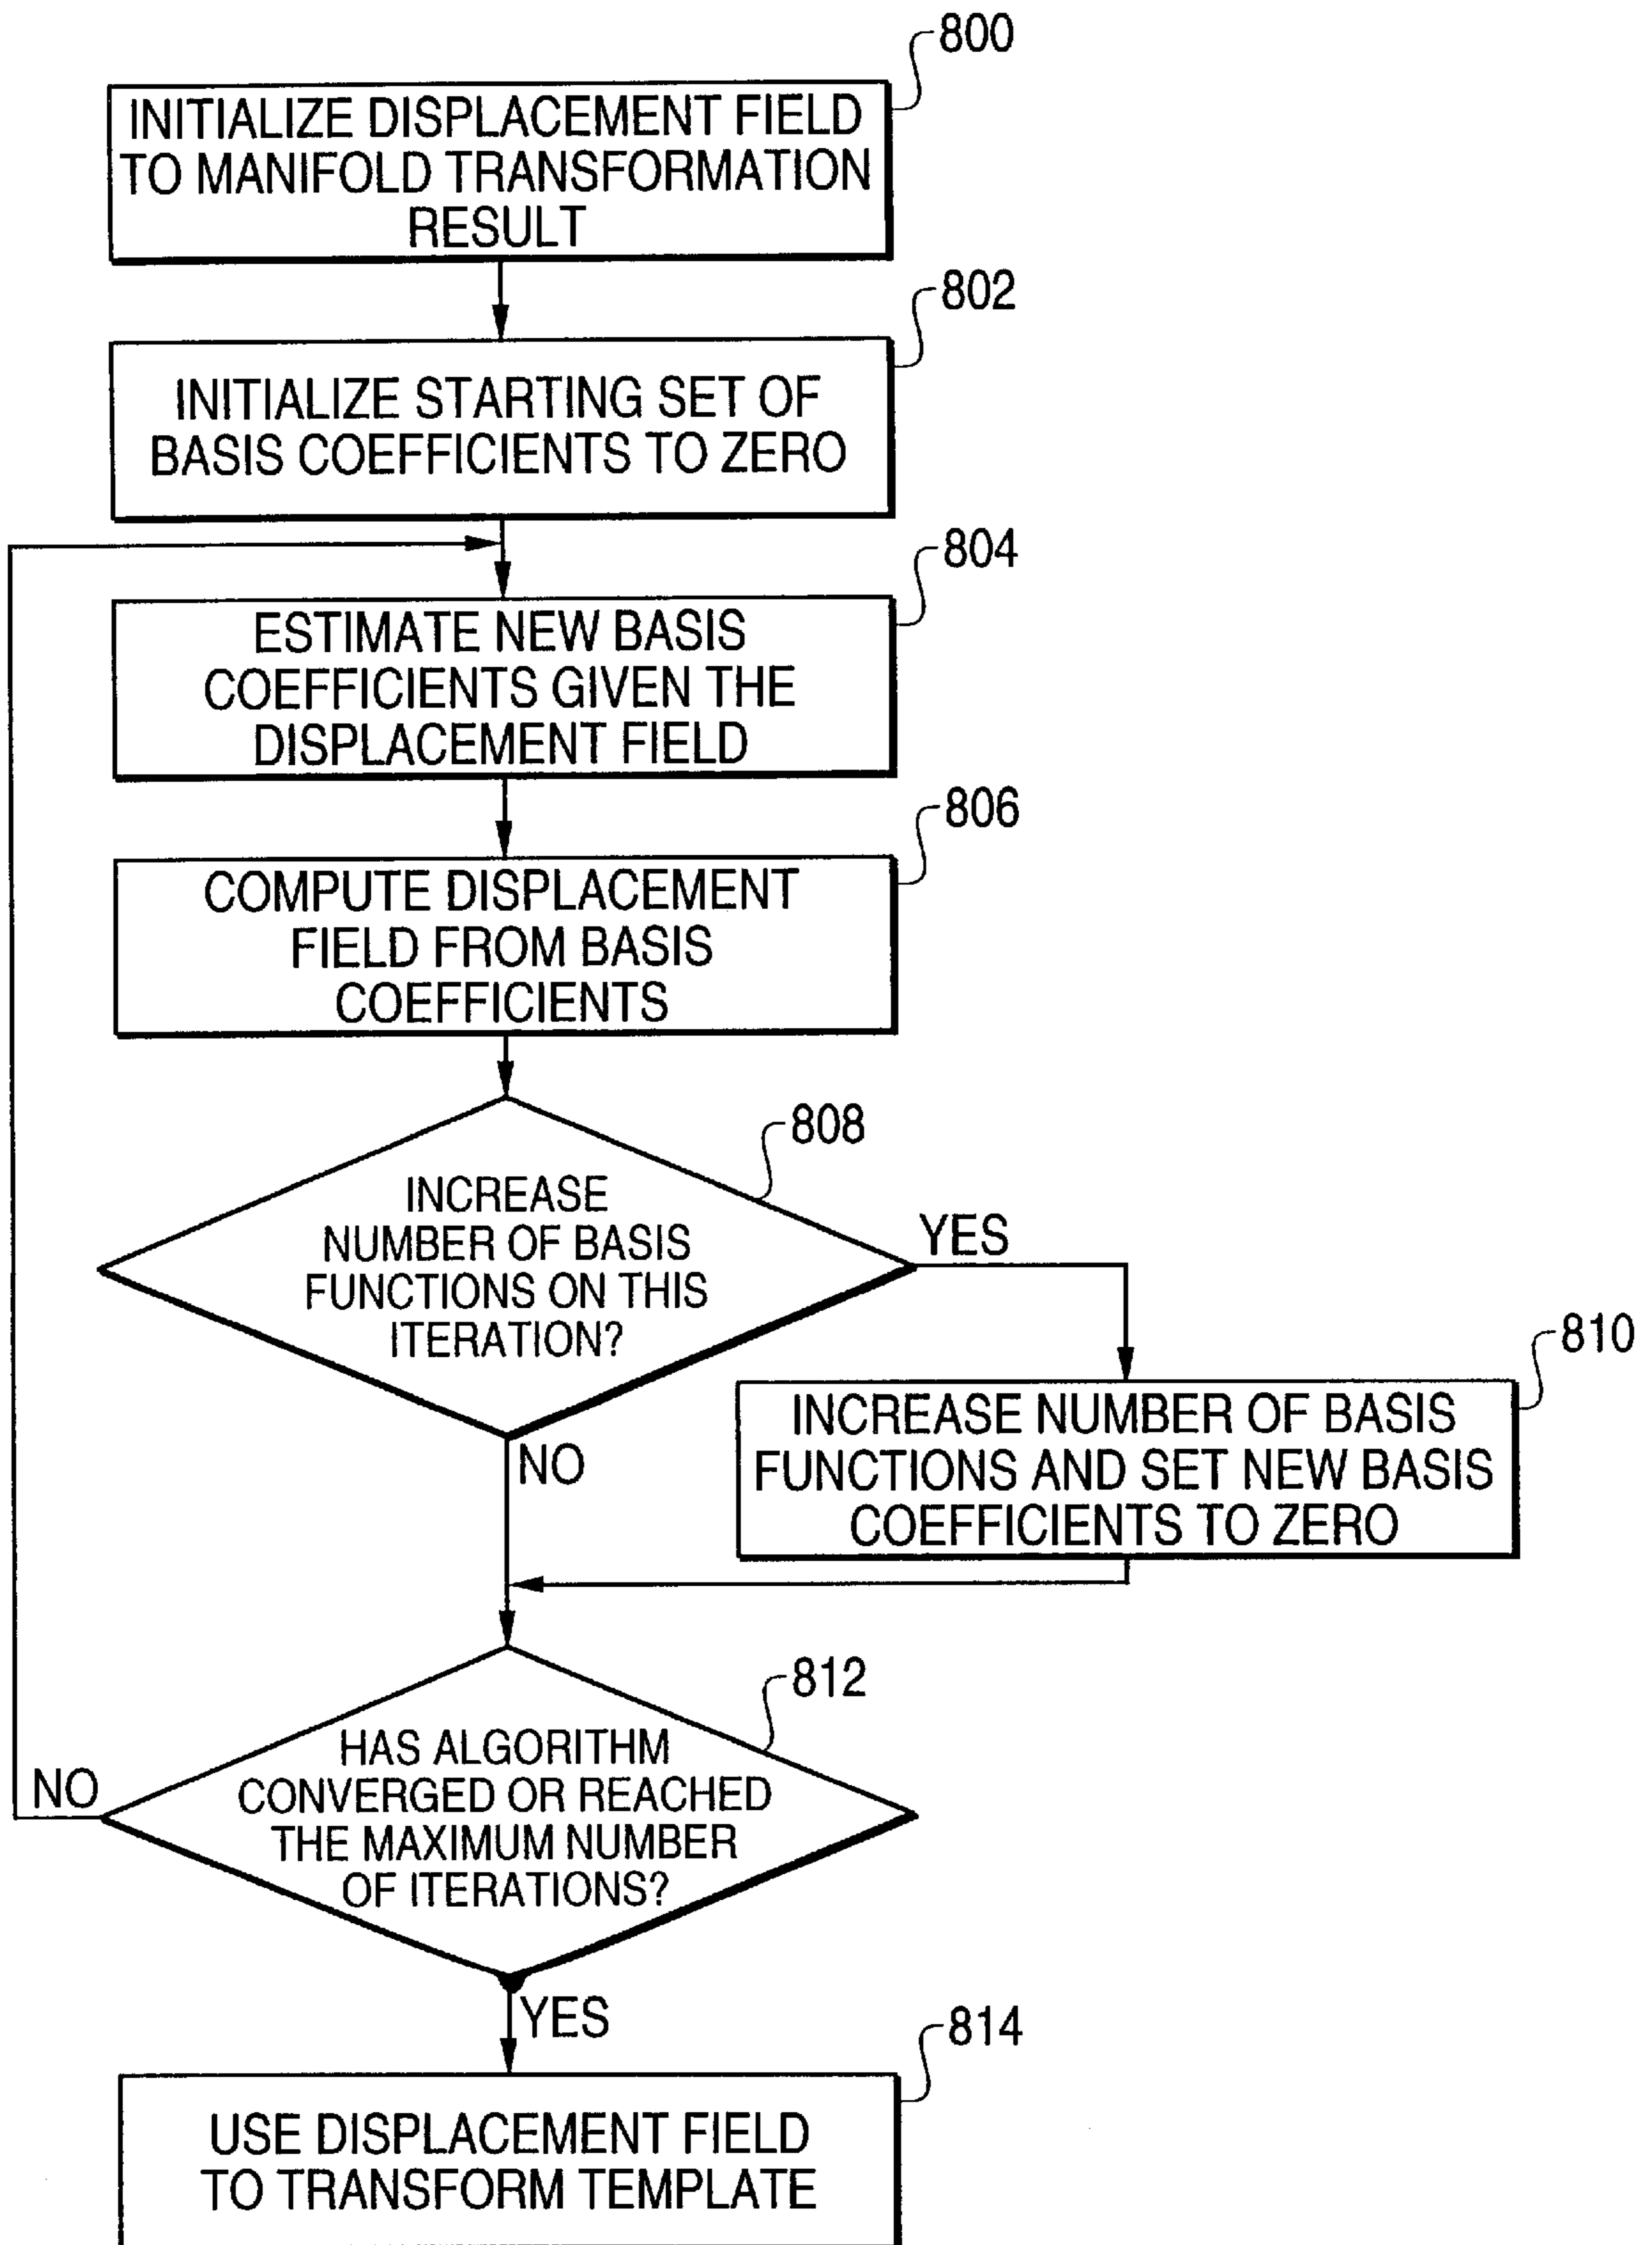 800
INITIALIZE DISPLACEMENT FIELD
TO MANIFOLD TRANSFORMATION
RESULT
802
INITIALIZE STARTING SET OF
BASIS COEFFICIENTS TO ZERO
804
ESTIMATE NEW BASIS
COEFFICIENTS GIVEN THE
DISPLACEMENT FIELD
806
COMPUTE DISPLACEMENT
FIELD FROM BASIS
COEFFICIENTS
808
INCREASE
NUMBER OF BASIS
FUNCTIONS ON THIS
ITERATION?
YES
810
INCREASE NUMBER OF BASIS
FUNCTIONS AND SET NEW BASIS
COEFFICIENTS TO ZERO
NO
812
HAS ALGORITHM
CONVERGED OR REACHED
THE MAXIMUM NUMBER
OF ITERATIONS?
NO
YES
814
USE DISPLACEMENT FIELD
TO TRANSFORM TEMPLATE